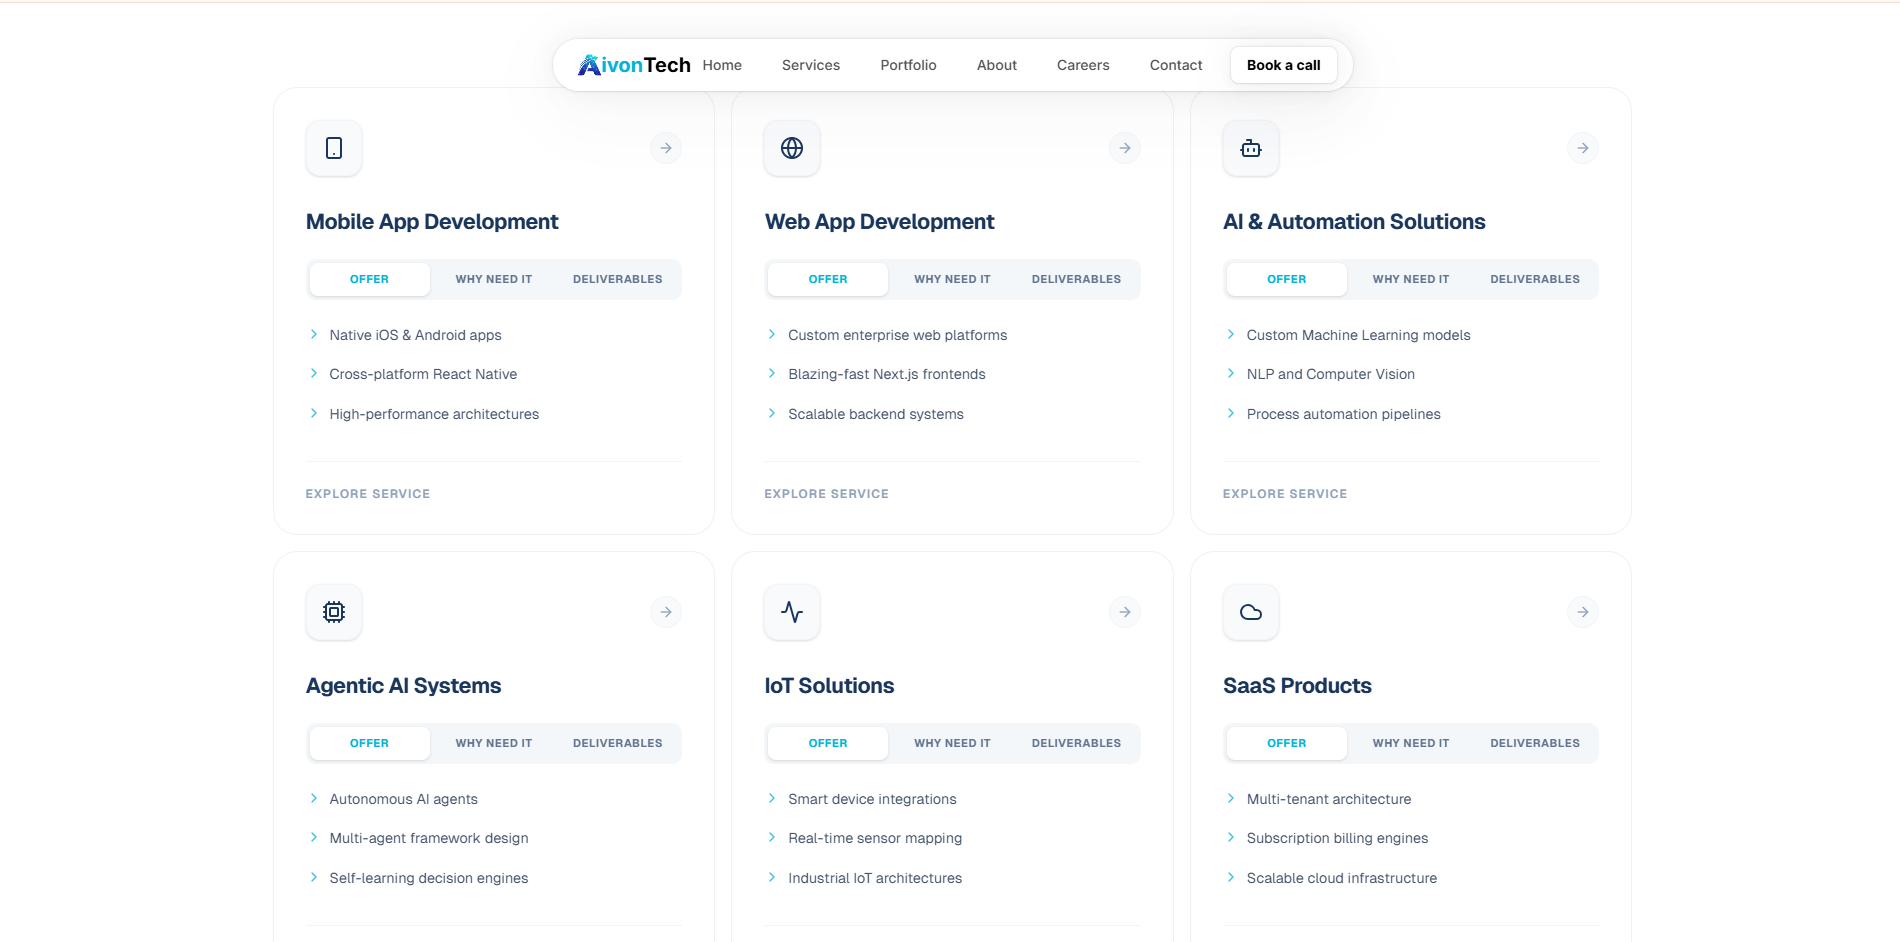 AivonTech Home Services Portfolio About Careers Contact Book a call
Mobile App Development
OFFER WHY NEED IT DELIVERABLES
Native iOS & Android apps
Cross-platform React Native
High-performance architectures
EXPLORE SERVICE
Web App Development
OFFER WHY NEED IT DELIVERABLES
Custom enterprise web platforms
Blazing-fast Next.js frontends
Scalable backend systems
EXPLORE SERVICE
AI & Automation Solutions
OFFER WHY NEED IT DELIVERABLES
Custom Machine Learning models
NLP and Computer Vision
Process automation pipelines
EXPLORE SERVICE
Agentic AI Systems
OFFER WHY NEED IT DELIVERABLES
Autonomous AI agents
Multi-agent framework design
Self-learning decision engines
IoT Solutions
OFFER WHY NEED IT DELIVERABLES
Smart device integrations
Real-time sensor mapping
Industrial IoT architectures
SaaS Products
OFFER WHY NEED IT DELIVERABLES
Multi-tenant architecture
Subscription billing engines
Scalable cloud infrastructure